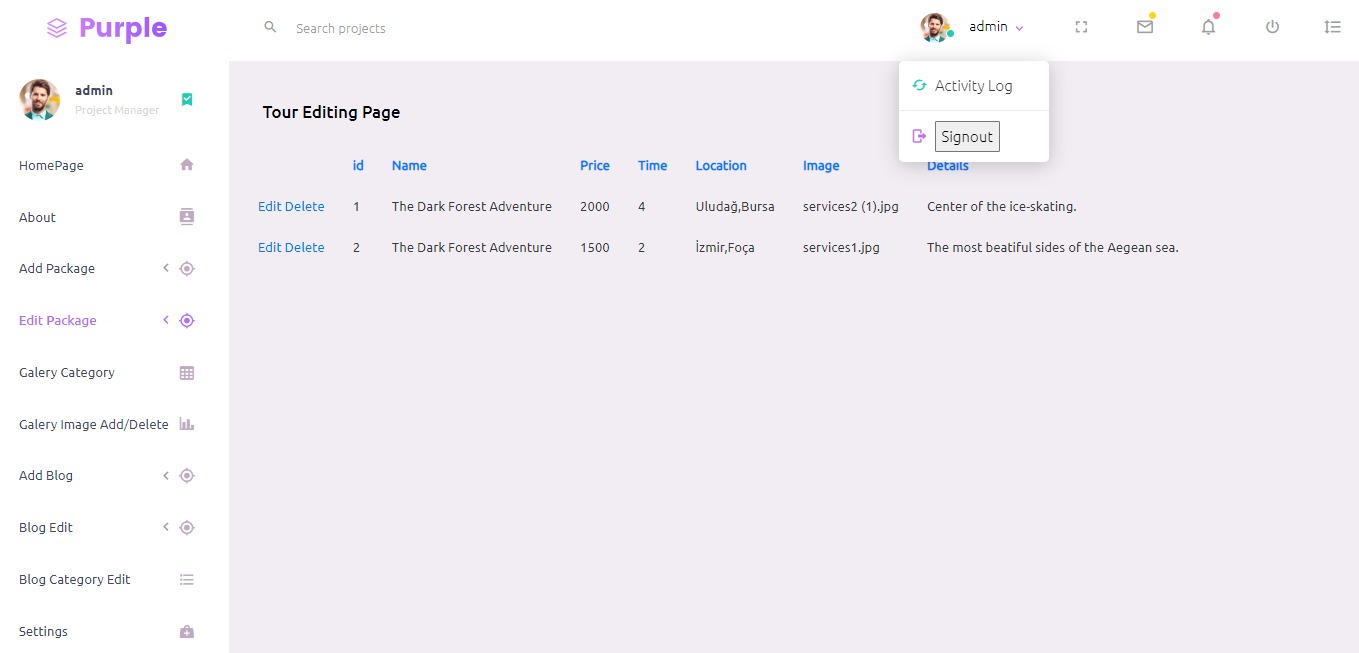 Purple
Search projects
admin
admin
Project Manager
Activity Log
Signout
HomePage
About
Add Package
Edit Package
Galery Category
Galery Image Add/Delete
Add Blog
Blog Edit
Blog Category Edit
Settings
Tour Editing Page
id Name Price Time Location Image Details
Edit Delete 1 The Dark Forest Adventure 2000 4 Uludağ,Bursa services2 (1).jpg Center of the ice-skating.
Edit Delete 2 The Dark Forest Adventure 1500 2 İzmir,Foça services1.jpg The most beatiful sides of the Aegean sea.